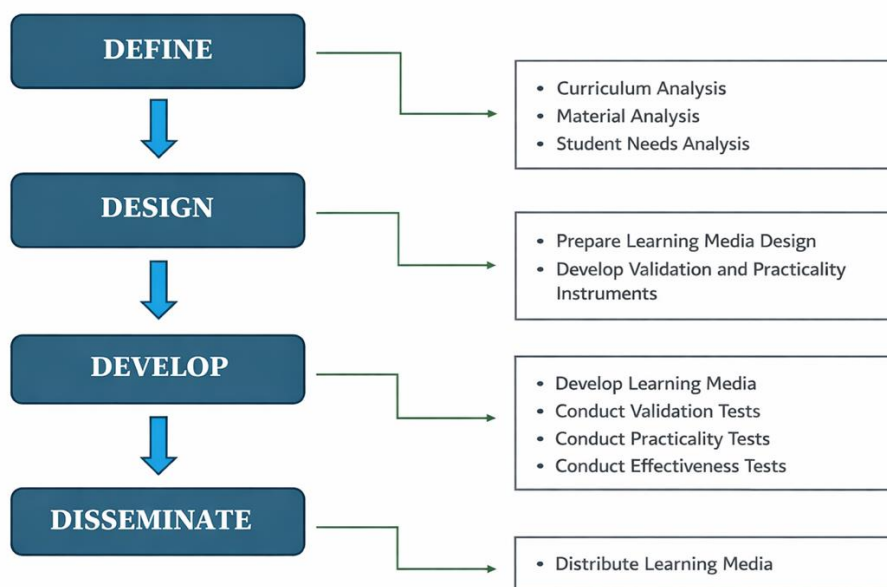 DEFINE
• Curriculum Analysis
• Material Analysis
• Student Needs Analysis
DESIGN
• Prepare Learning Media Design
• Develop Validation and Practicality
Instruments
DEVELOP
• Develop Learning Media
• Conduct Validation Tests
• Conduct Practicality Tests
• Conduct Effectiveness Tests
DISSEMINATE
• Distribute Learning Media